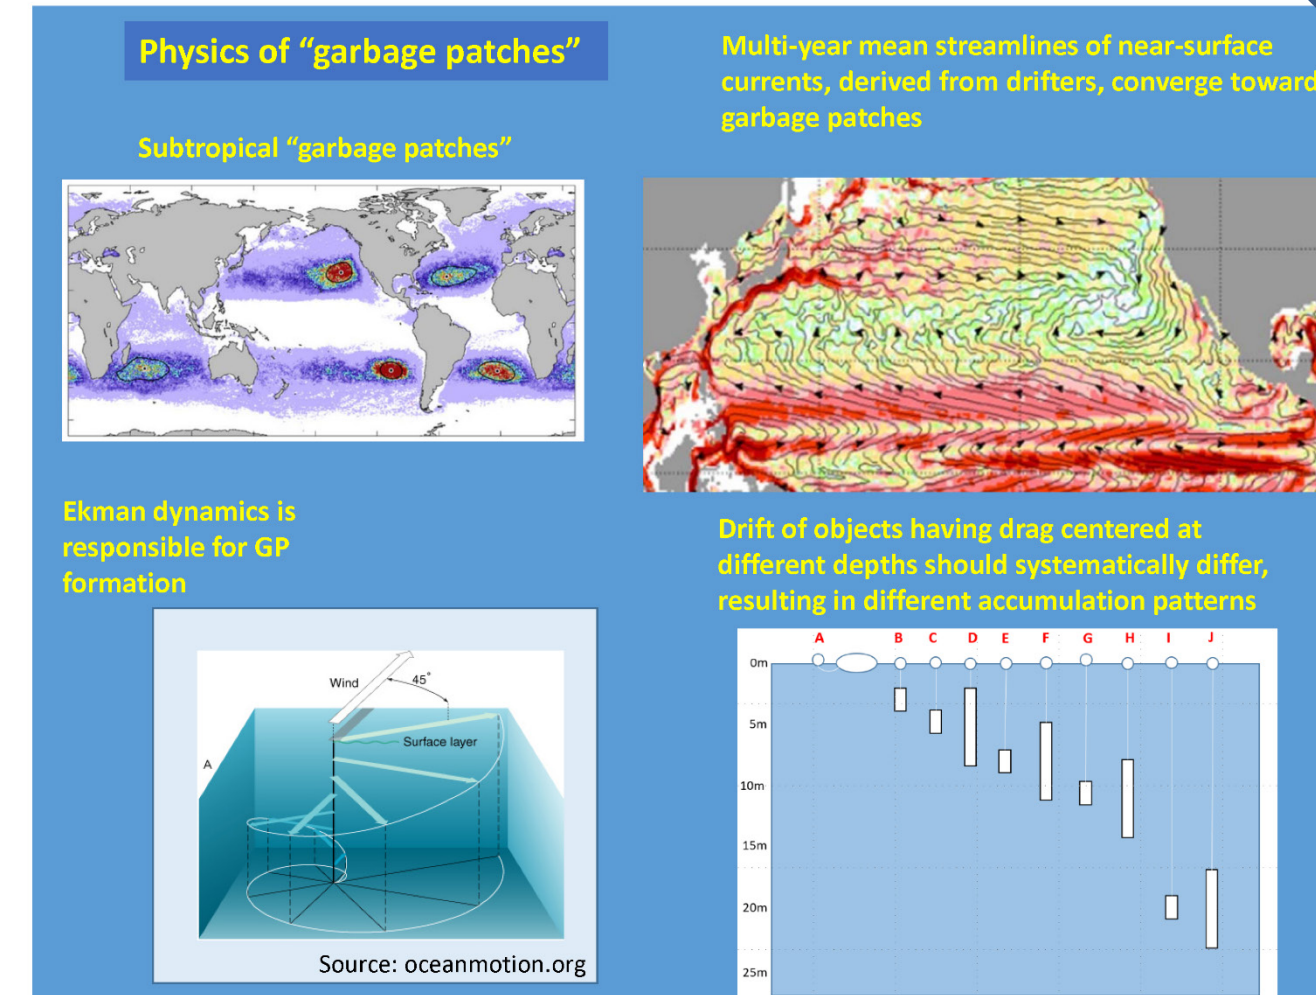 Physics of “garbage patches”
Subtropical “garbage patches”
Multi-year mean streamlines of near-surface
currents, derived from drifters, converge toward
garbage patches
Ekman dynamics is
responsible for GP
formation
Wind
45°
Surface layer
A
Source: oceanmotion.org
Drift of objects having drag centered at
different depths should systematically differ,
resulting in different accumulation patterns
A B C D E F G H I J
0m
5m
10m
15m
20m
25m